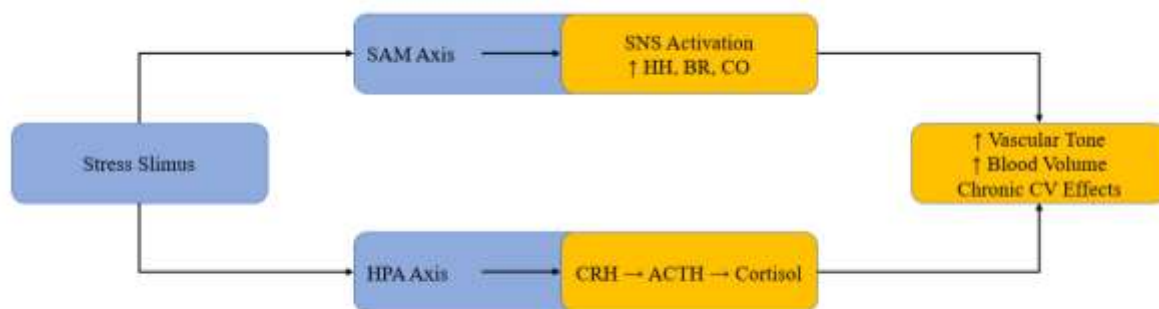 SAM Axis
SNS Activation
↑ HH, BR, CO
Stress Slimus
↑ Vascular Tone
↑ Blood Volume
Chronic CV Effects
HPA Axis
CRH → ACTH → Cortisol